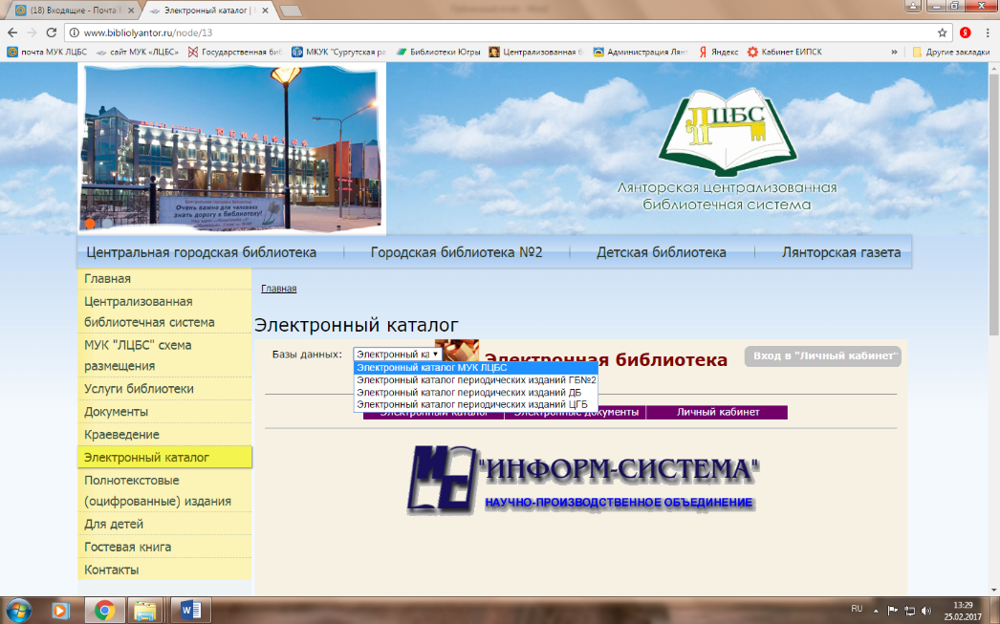 (18) Входящие - Почта
Электронный каталог |
www.bibliolyantor.ru/node/13
почта МУК ЛЦБС
сайт МУК «ЛЦБС»
Государственная биб
МКУК "Сургутская ра
Библиотеки Югры
Централизованная б
Администрация Лян
Яндекс
Кабинет ЕИПСК
»
Другие закладки
Очень важно для человека
знать дорогу в библиотеку!
ЛЦБС
Лянторская централизованная
библиотечная система
Центральная городская библиотека
Городская библиотека №2
Детская библиотека
Лянторская газета
Главная
Централизованная
библиотечная система
МУК "ЛЦБС" схема
размещения
Услуги библиотеки
Документы
Краеведение
Электронный каталог
Полнотекстовые
(оцифрованные) издания
Для детей
Гостевая книга
Контакты
Главная
Электронный каталог
Базы данных:
Электронный ка
Электронная библиотека
Вход в "Личный кабинет"
Электронный каталог МУК ЛЦБС
Электронный каталог периодических изданий ГБ№2
Электронный каталог периодических изданий ДБ
Электронный каталог периодических изданий ЦГБ
Электронный каталог
Электронные документы
Личный кабинет
"ИНФОРМ-СИСТЕМА"
НАУЧНО-ПРОИЗВОДСТВЕННОЕ ОБЪЕДИНЕНИЕ
RU
13:29
25.02.2017